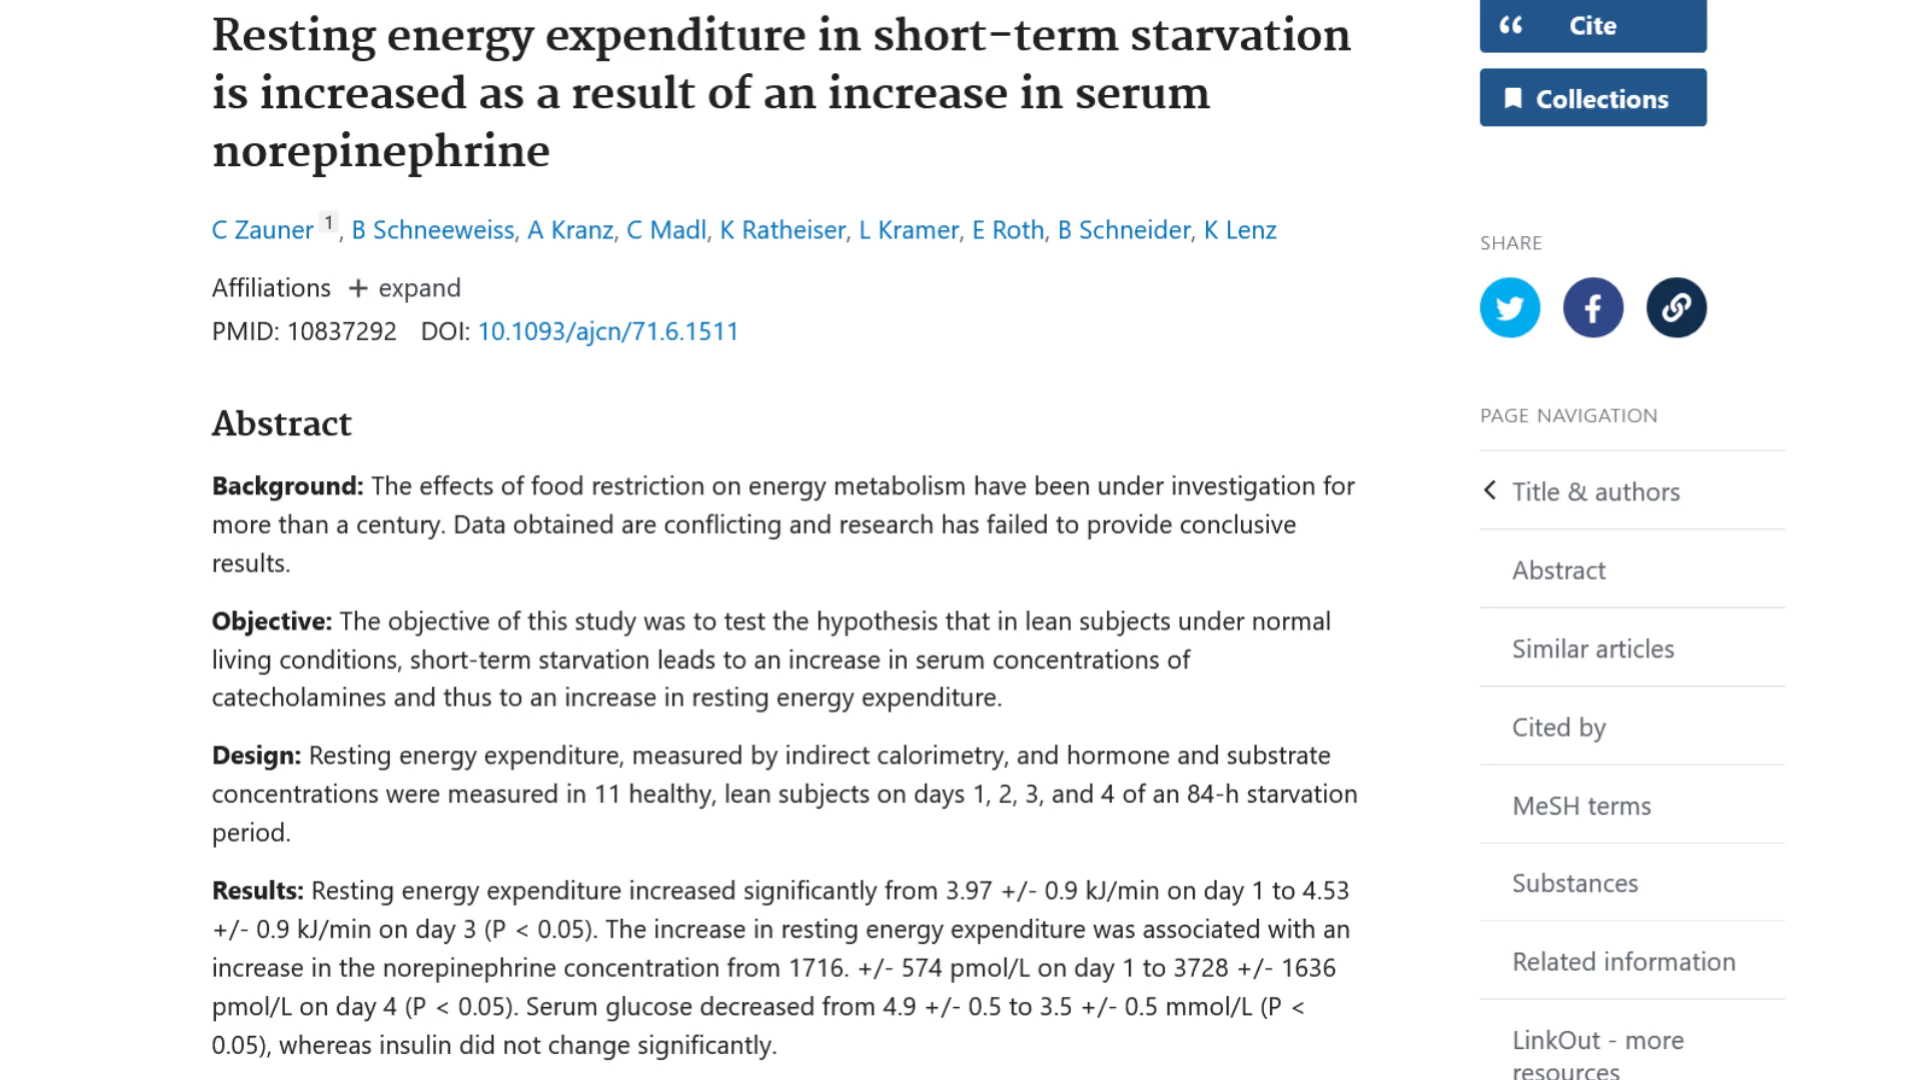 Resting energy expenditure in short-term starvation
is increased as a result of an increase in serum
norepinephrine
C Zauner 1, B Schneeweiss, A Kranz, C Madl, K Ratheiser, L Kramer, E Roth, B Schneider, K Lenz
Affiliations + expand
PMID: 10837292 DOI: 10.1093/ajcn/71.6.1511
Abstract
Background: The effects of food restriction on energy metabolism have been under investigation for
more than a century. Data obtained are conflicting and research has failed to provide conclusive
results.
Objective: The objective of this study was to test the hypothesis that in lean subjects under normal
living conditions, short-term starvation leads to an increase in serum concentrations of
catecholamines and thus to an increase in resting energy expenditure.
Design: Resting energy expenditure, measured by indirect calorimetry, and hormone and substrate
concentrations were measured in 11 healthy, lean subjects on days 1, 2, 3, and 4 of an 84-h starvation
period.
Results: Resting energy expenditure increased significantly from 3.97 +/- 0.9 kJ/min on day 1 to 4.53
+/- 0.9 kJ/min on day 3 (P < 0.05). The increase in resting energy expenditure was associated with an
increase in the norepinephrine concentration from 1716. +/- 574 pmol/L on day 1 to 3728 +/- 1636
pmol/L on day 4 (P < 0.05). Serum glucose decreased from 4.9 +/- 0.5 to 3.5 +/- 0.5 mmol/L (P <
0.05), whereas insulin did not change significantly.
Cite
Collections
SHARE
PAGE NAVIGATION
Title & authors
Abstract
Similar articles
Cited by
MeSH terms
Substances
Related information
LinkOut - more
resources